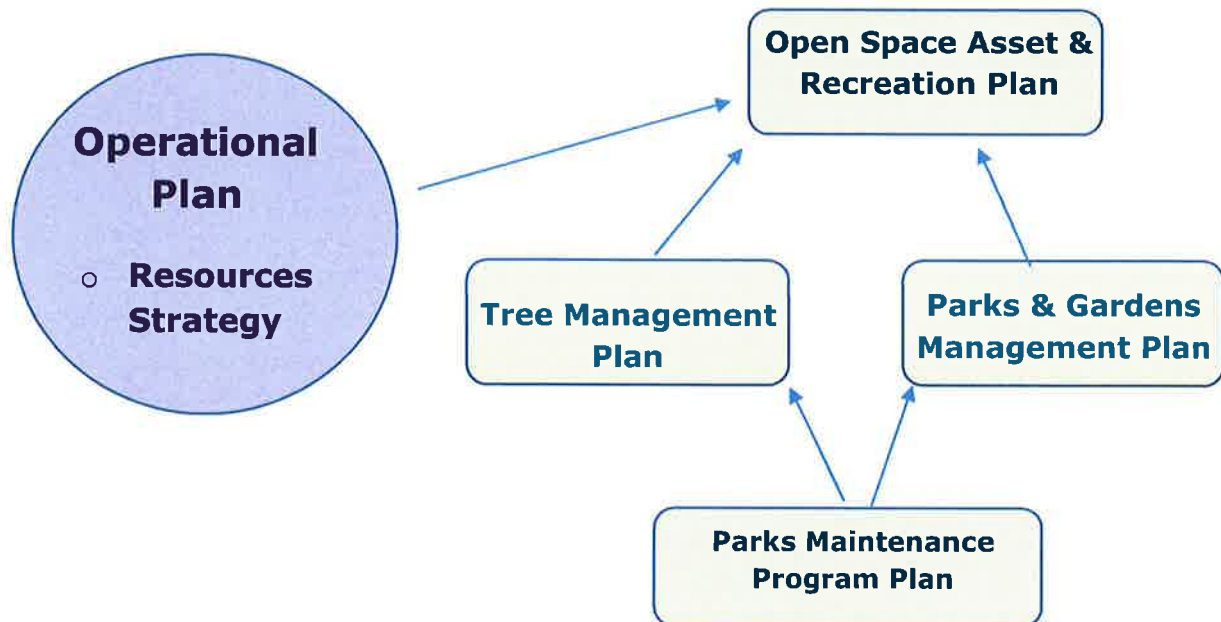 Operational
Plan
o Resources
Strategy
Open Space Asset &
Recreation Plan
Tree Management
Plan
Parks & Gardens
Management Plan
Parks Maintenance
Program Plan